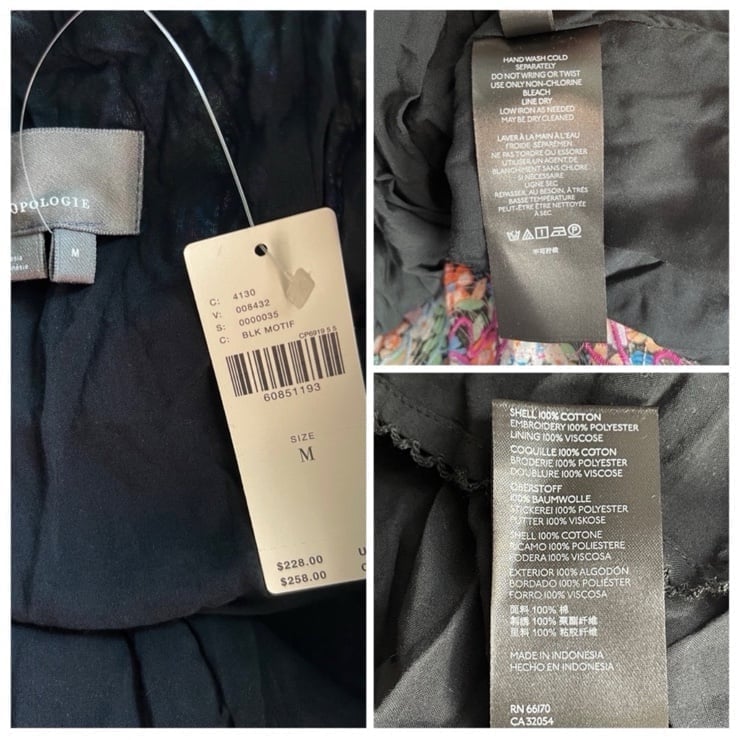 OPOLOGIE
M
C: 4130
V: 008432
S: 0000035
C: BLK MOTIF
CP6919 5 5
60851193
SIZE
M
$228.00 U
$258.00 C
HAND WASH COLD
SEPARATELY
DO NOT WRING OR TWIST
USE ONLY NON-CHLORINE
BLEACH
LINE DRY
LOW IRON AS NEEDED
MAY BE DRY CLEANED
LAVER À LA MAIN À L'EAU
FROIDE SÉPARÉMEN
NE PAS TORDRE OU ESSORER
UTILISER UN AGENT DE
BLANCHIMENT SANS CHLORE
SI NÉCESSAIRE
LIGNE SEC
REPASSER, AU BESOIN, À TRÈS
BASSE TEMPÉRATURE
PEUT-ÊTRE ÊTRE NETTOYÉE
À SEC
SHELL 100% COTTON
EMBROIDERY 100% POLYESTER
LINING 100% VISCOSE
COQUILLE 100% COTON
BRODERIE 100% POLYESTER
DOUBLURE 100% VISCOSE
OBERSTOFF
100% BAUMWOLLE
STICKEREI 100% POLYESTER
FUTTER 100% VISKOSE
SHELL 100% COTONE
RICAMO 100% POLIESTERE
FODERA 100% VISCOSA
EXTERIOR 100% ALGODÓN
BORDADO 100% POLIÉSTER
FORRO 100% VISCOSA
面料 100% 棉
刺绣 100% 聚酯纤维
里料 100% 粘胶纤维
MADE IN INDONESIA
HECHO EN INDONESIA
RN 66170
CA 32054